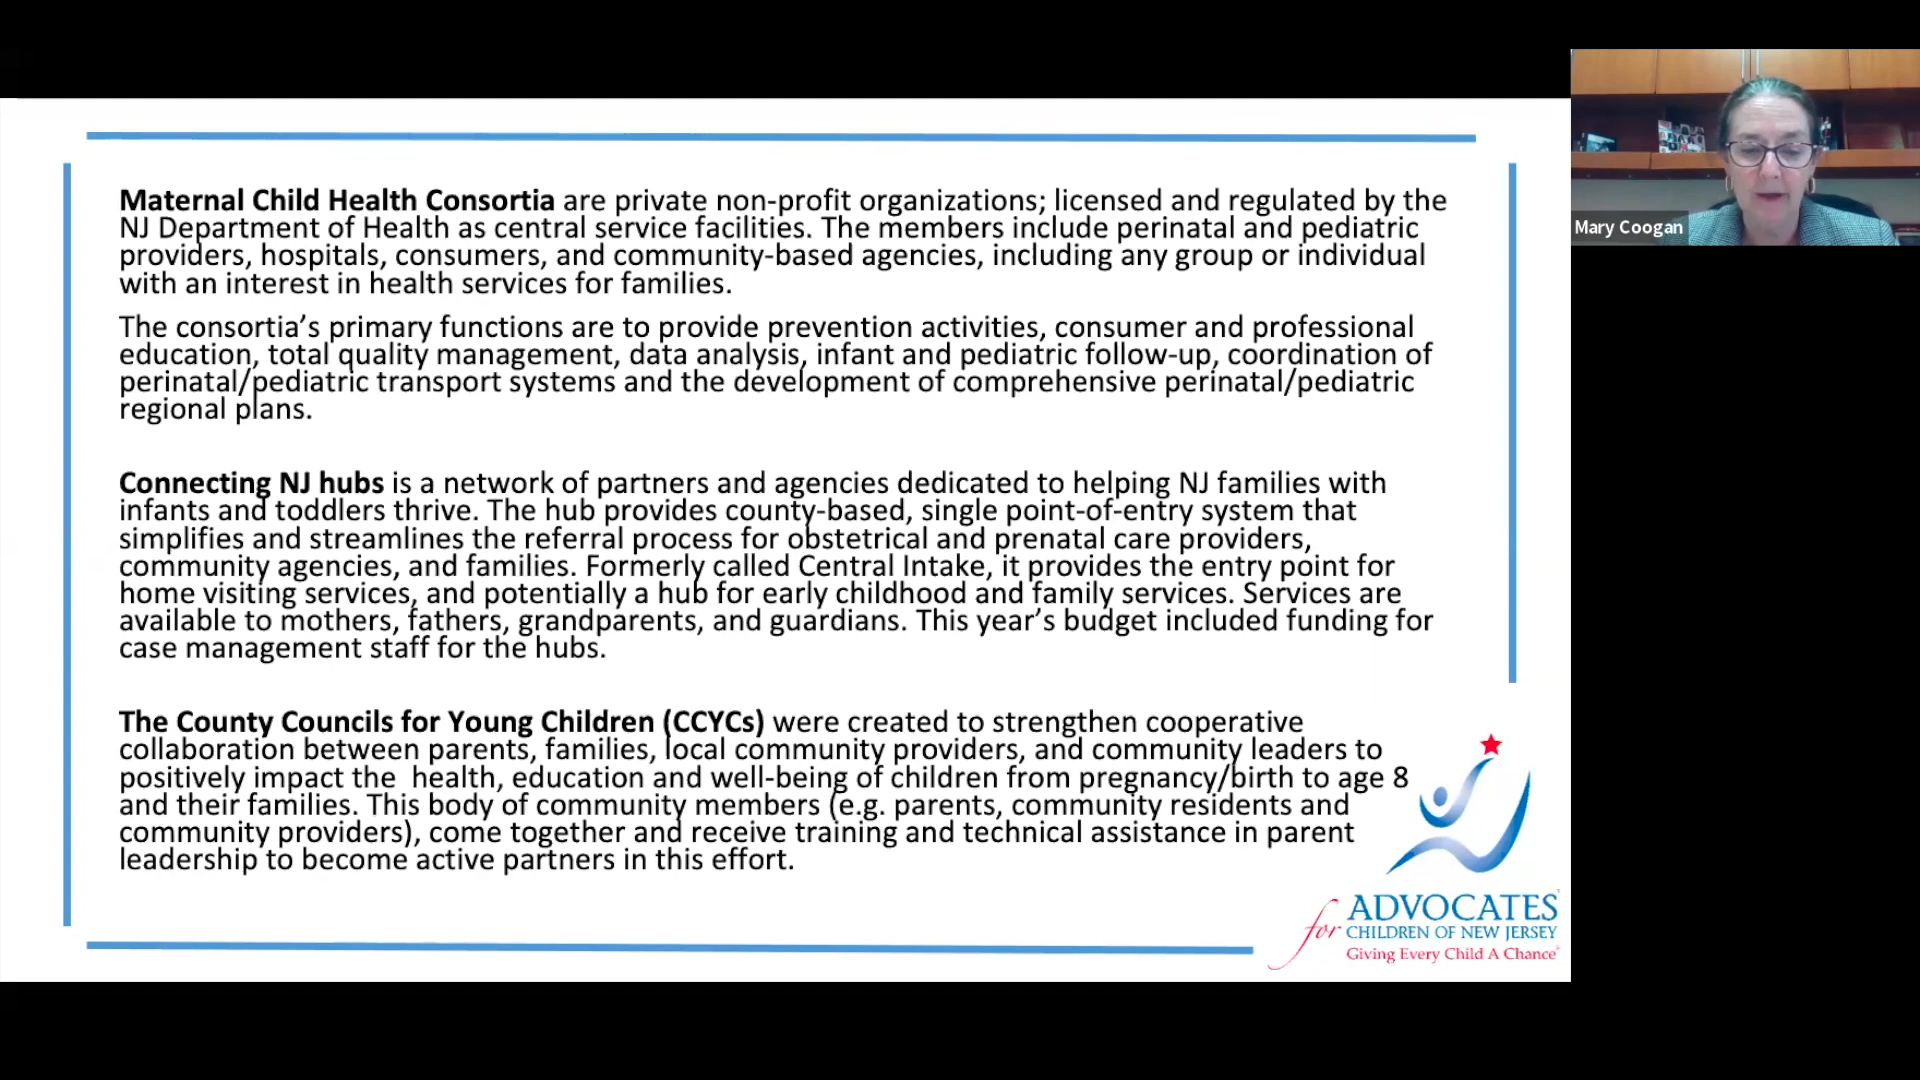 Maternal Child Health Consortia are private non-profit organizations; licensed and regulated by the
NJ Department of Health as central service facilities. The members include perinatal and pediatric
providers, hospitals, consumers, and community-based agencies, including any group or individual
with an interest in health services for families.
The consortia’s primary functions are to provide prevention activities, consumer and professional
education, total quality management, data analysis, infant and pediatric follow-up, coordination of
perinatal/pediatric transport systems and the development of comprehensive perinatal/pediatric
regional plans.
Connecting NJ hubs is a network of partners and agencies dedicated to helping NJ families with
infants and toddlers thrive. The hub provides county-based, single point-of-entry system that
simplifies and streamlines the referral process for obstetrical and prenatal care providers,
community agencies, and families. Formerly called Central Intake, it provides the entry point for
home visiting services, and potentially a hub for early childhood and family services. Services are
available to mothers, fathers, grandparents, and guardians. This year’s budget included funding for
case management staff for the hubs.
The County Councils for Young Children (CCYCs) were created to strengthen cooperative
collaboration between parents, families, local community providers, and community leaders to
positively impact the  health, education and well-being of children from pregnancy/birth to age 8
and their families. This body of community members (e.g. parents, community residents and
community providers), come together and receive training and technical assistance in parent
leadership to become active partners in this effort.
for ADVOCATES
CHILDREN OF NEW JERSEY
Giving Every Child A Chance
Mary Coogan